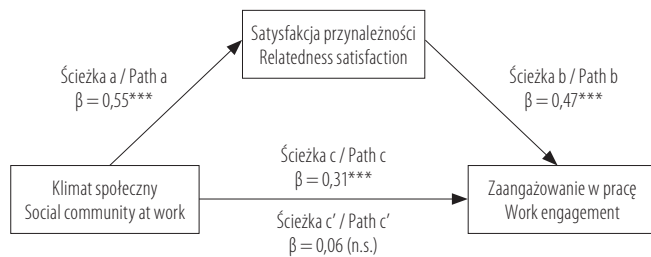 Satysfakcja przynależności
Relatedness satisfaction
Ścieżka a / Path a
β = 0,55***
Ścieżka b / Path b
β = 0,47***
Klimat społeczny
Social community at work
Ścieżka c / Path c
β = 0,31***
Ścieżka c’ / Path c’
β = 0,06 (n.s.)
Zaangażowanie w pracę
Work engagement